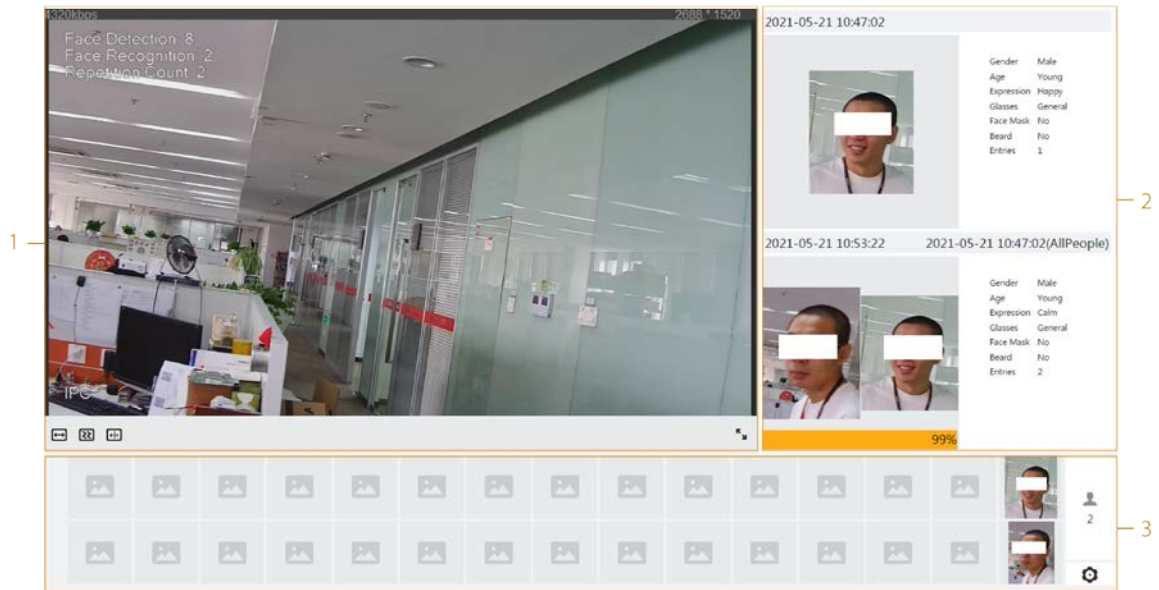 4320kbps
2688 * 1520
Face Detection 8
Face Recognition 2
Repetition Count 2
IPC
1
2021-05-21 10:47:02
Gender Male
Age Young
Expression Happy
Glasses General
Face Mask No
Beard No
Entries 1
2
2021-05-21 10:53:22 2021-05-21 10:47:02(AllPeople)
Gender Male
Age Young
Expression Calm
Glasses General
Face Mask No
Beard No
Entries 2
99%
2
3